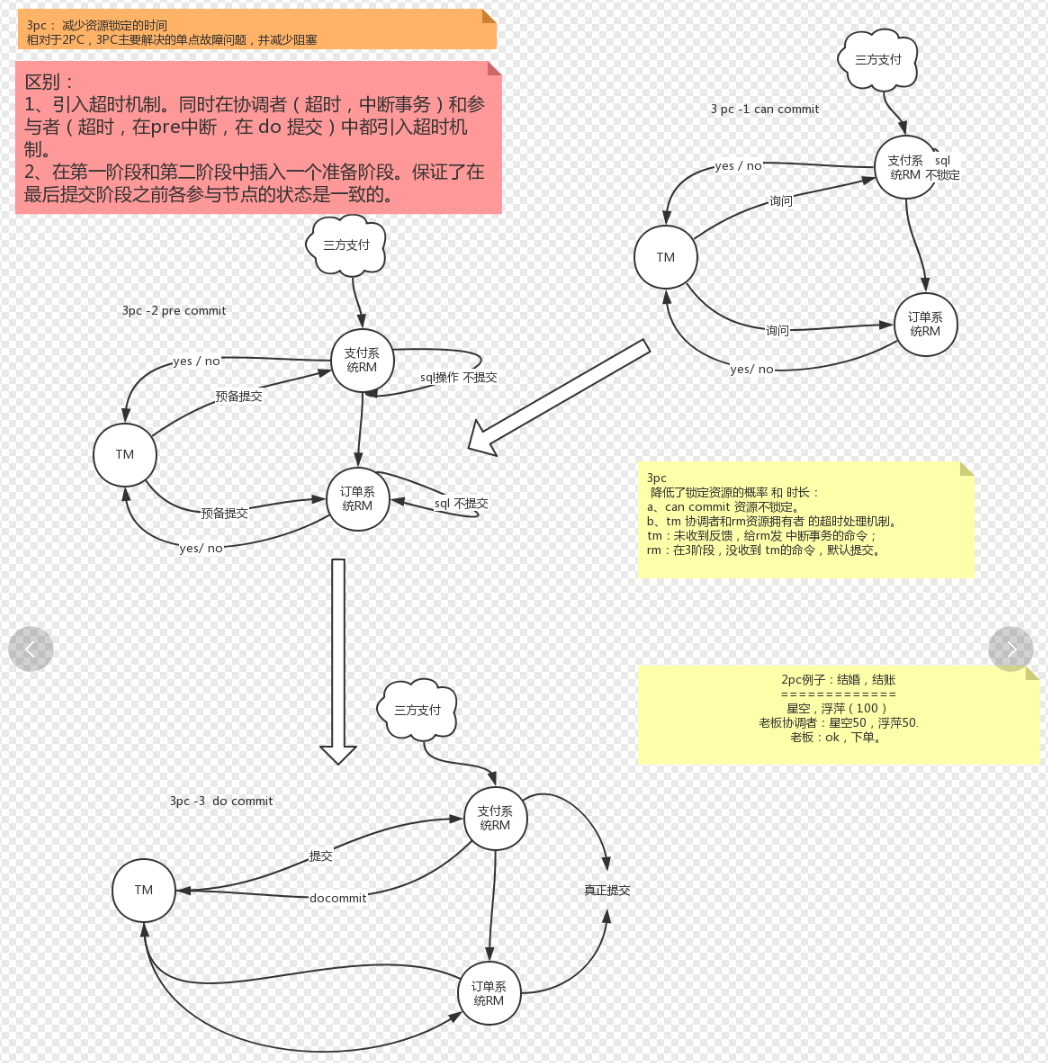 3pc： 减少资源锁定的时间
相对于2PC，3PC主要解决的单点故障问题，并减少阻塞
区别：
1、引入超时机制。同时在协调者（超时，中断事务）和参
与者（超时，在pre中断，在 do 提交）中都引入超时机
制。
2、在第一阶段和第二阶段中插入一个准备阶段。保证了在
最后提交阶段之前各参与节点的状态是一致的。
三方支付
3 pc -1 can commit
支付系
统RM
sql
不锁定
yes / no
询问
TM
订单系
统RM
询问
yes/ no
三方支付
3pc -2 pre commit
支付系
统RM
yes / no
sql操作 不提交
预备提交
TM
订单系
统RM
sql 不提交
预备提交
yes/ no
3pc
降低了锁定资源的概率 和 时长：
a、can commit 资源不锁定。
b、tm 协调者和rm资源拥有者 的超时处理机制。
tm：未收到反馈，给rm发 中断事务的命令；
rm：在3阶段，没收到 tm的命令，默认提交。
2pc例子：结婚，结账
=============
星空，浮萍（100）
老板协调者：星空50，浮萍50.
老板：ok，下单。
三方支付
3pc -3 do commit
支付系
统RM
提交
TM
docommit
真正提交
订单系
统RM